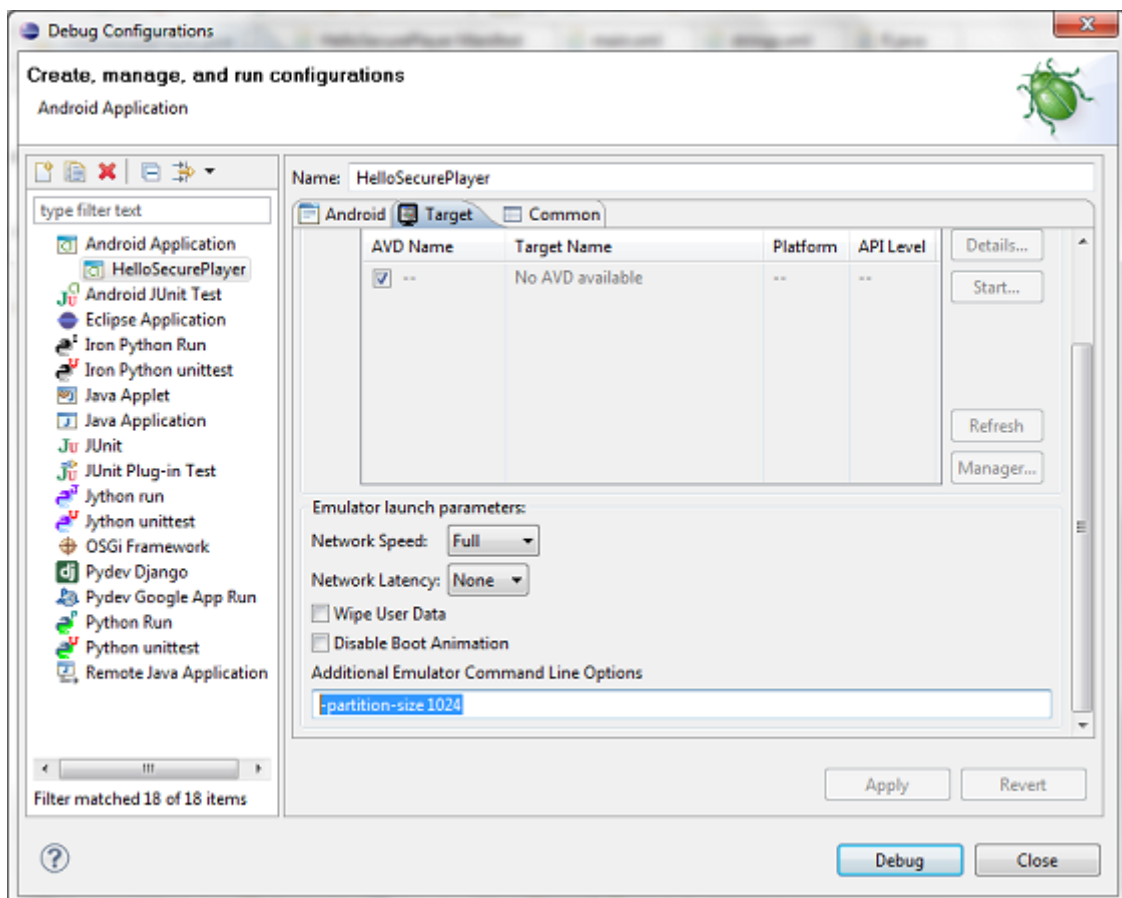 Debug Configurations
Create, manage, and run configurations
Android Application
type filter text
Android Application
HelloSecurePlayer
Android JUnit Test
Eclipse Application
Iron Python Run
Iron Python unittest
Java Applet
Java Application
JUnit
JUnit Plug-in Test
Jython run
Jython unittest
OSGi Framework
Pydev Django
Pydev Google App Run
Python Run
Python unittest
Remote Java Application
Filter matched 18 of 18 items
Name: HelloSecurePlayer
Android Target Common
AVD Name Target Name Platform API Level Details...
-- No AVD available -- --
Start...
Refresh
Manager...
Emulator launch parameters:
Network Speed: Full
Network Latency: None
Wipe User Data
Disable Boot Animation
Additional Emulator Command Line Options
-partition-size 1024
Apply Revert
Debug Close